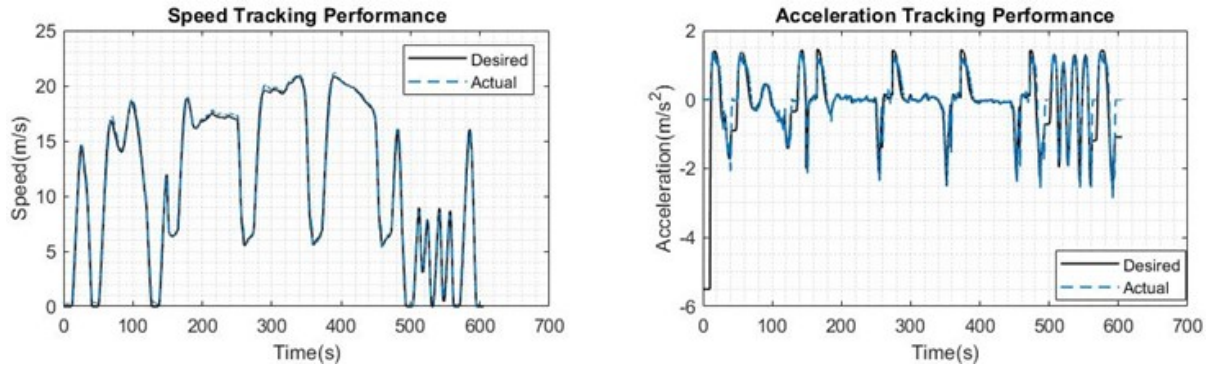 Speed Tracking Performance
25
20
15
10
5
0
Speed(m/s)
Desired
Actual
0 100 200 300 400 500 600 700
Time(s)
Acceleration Tracking Performance
2
0
-2
-4
-6
Acceleration(m/s²)
Desired
Actual
0 100 200 300 400 500 600 700
Time(s)